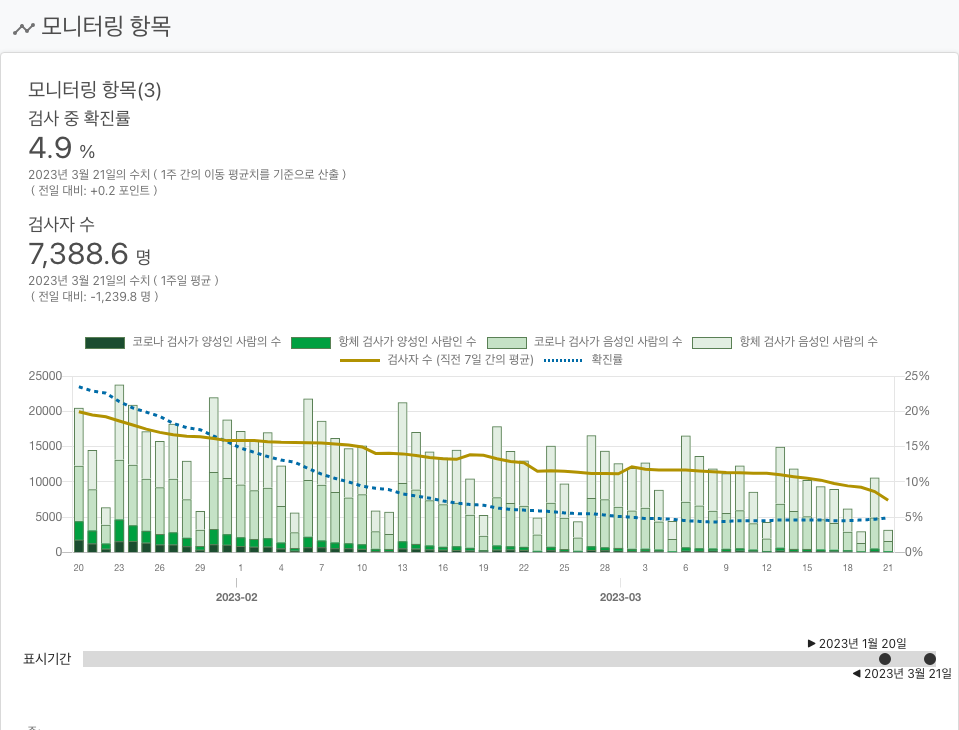 모니터링 항목
모니터링 항목(3)
검사 중 확진률
4.9 %
2023년 3월 21일의 수치 ( 1주 간의 이동 평균치를 기준으로 산출 )
( 전일 대비: +0.2 포인트 )
검사자 수
7,388.6 명
2023년 3월 21일의 수치 ( 1주일 평균 )
( 전일 대비: -1,239.8 명 )
코로나 검사가 양성인 사람의 수 항체 검사가 양성인 사람인 수 코로나 검사가 음성인 사람의 수 항체 검사가 음성인 사람의 수
검사자 수 (직전 7일 간의 평균) 확진률
25000 25%
20000 20%
15000 15%
10000 10%
5000 5%
0 0%
20 23 26 29 1 4 7 10 13 16 19 22 25 28 3 6 9 12 15 18 21
2023-02 2023-03
▶ 2023년 1월 20일
표시기간
◀ 2023년 3월 21일